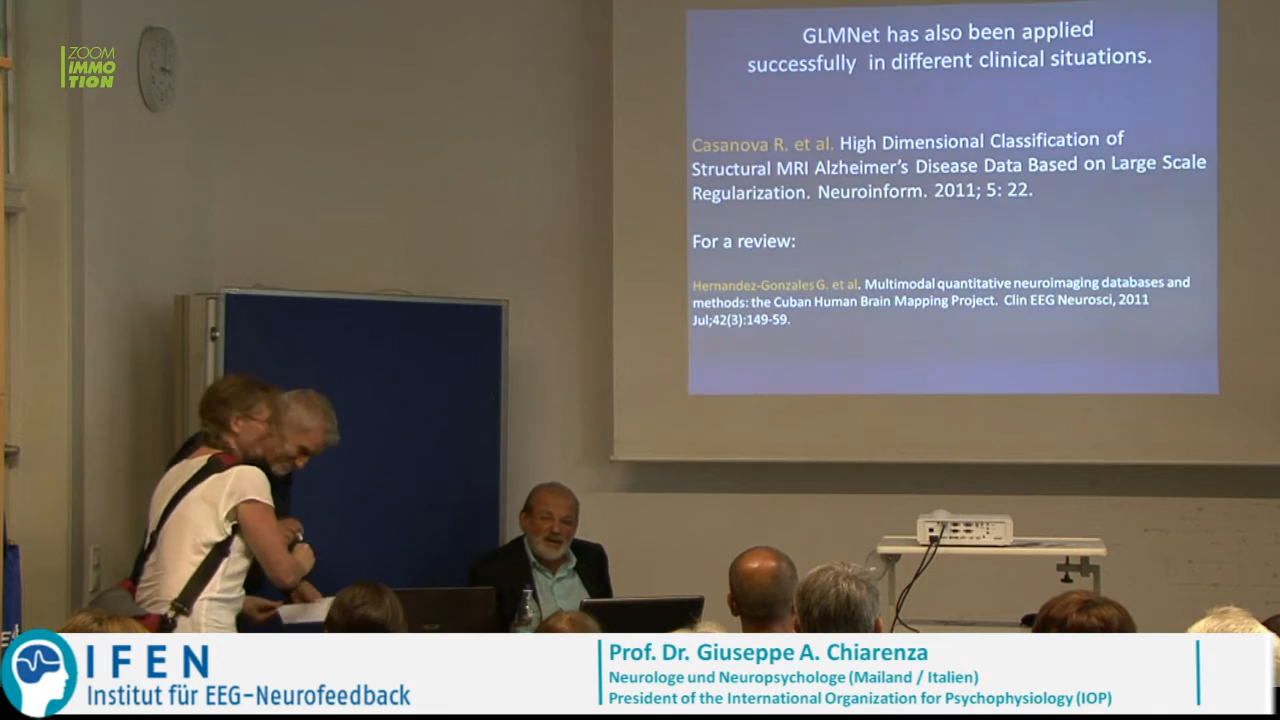 ZOOM
IMMO
TION
GLMNet has also been applied
successfully in different clinical situations.
Casanova R. et al. High Dimensional Classification of
Structural MRI Alzheimer's Disease Data Based on Large Scale
Regularization. Neuroinform. 2011; 5: 22.
For a review:
Hernandez-Gonzales G. et al. Multimodal quantitative neuroimaging databases and
methods: the Cuban Human Brain Mapping Project. Clin EEG Neurosci, 2011
Jul;42(3):149-59.
IFEN
Institut für EEG-Neurofeedback
Prof. Dr. Giuseppe A. Chiarenza
Neurologe und Neuropsychologe (Mailand / Italien)
President of the International Organization for Psychophysiology (IOP)